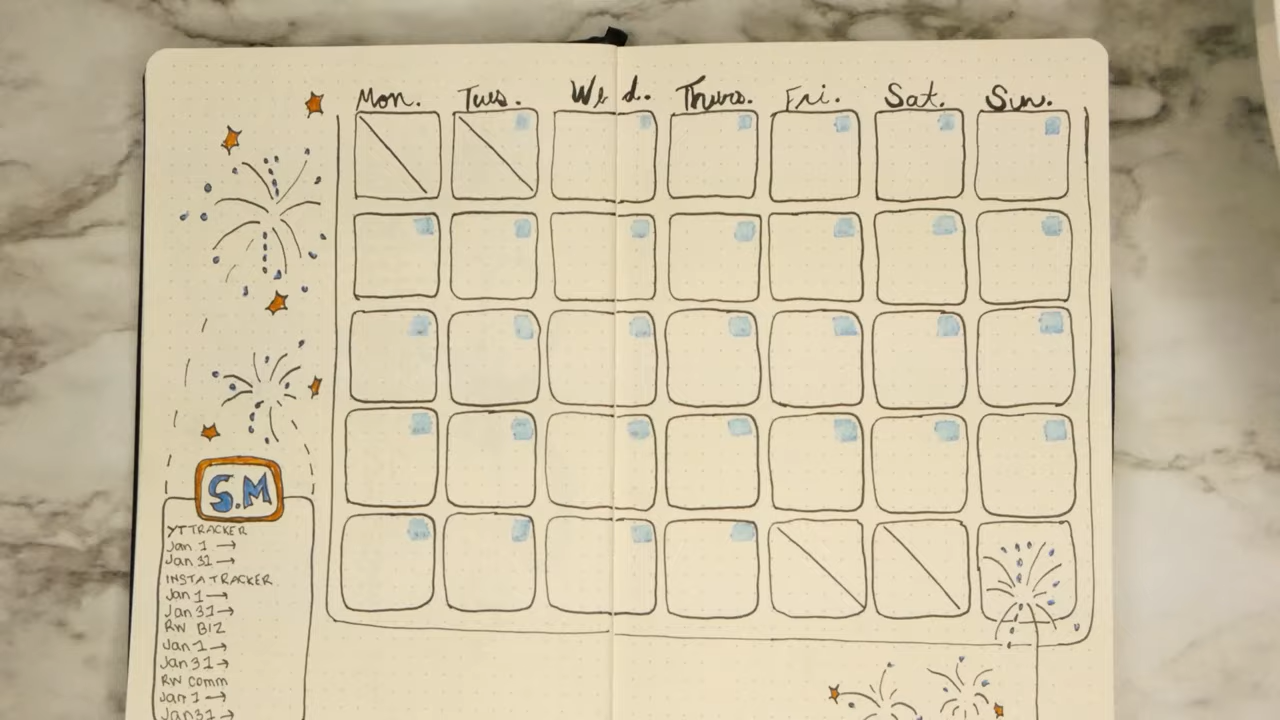 Mon. Tues. Wed. Thurs. Fri. Sat. Sun.
S.M
YT TRACKER
Jan 1 →
Jan 31 →
INSTA TRACKER
Jan 1 →
Jan 31 →
RW BIZ
Jan 1 →
Jan 31 →
RW Comm
Jan 1 →
Jan 31 →